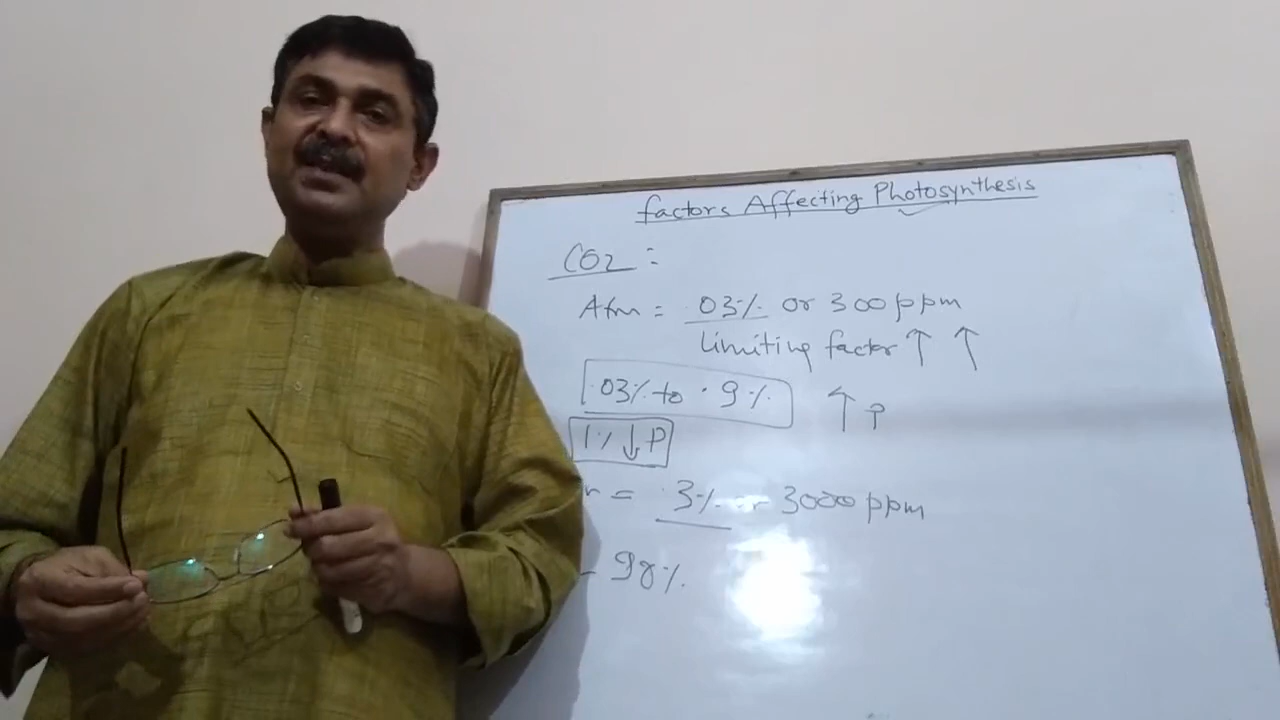 factors Affecting Photosynthesis
CO2 :
Atm = .03% or 300 ppm
limiting factor ↑ ↑
.03% to .9% ↑ P
1% ↓ P
= .3% or 3000 ppm
98%